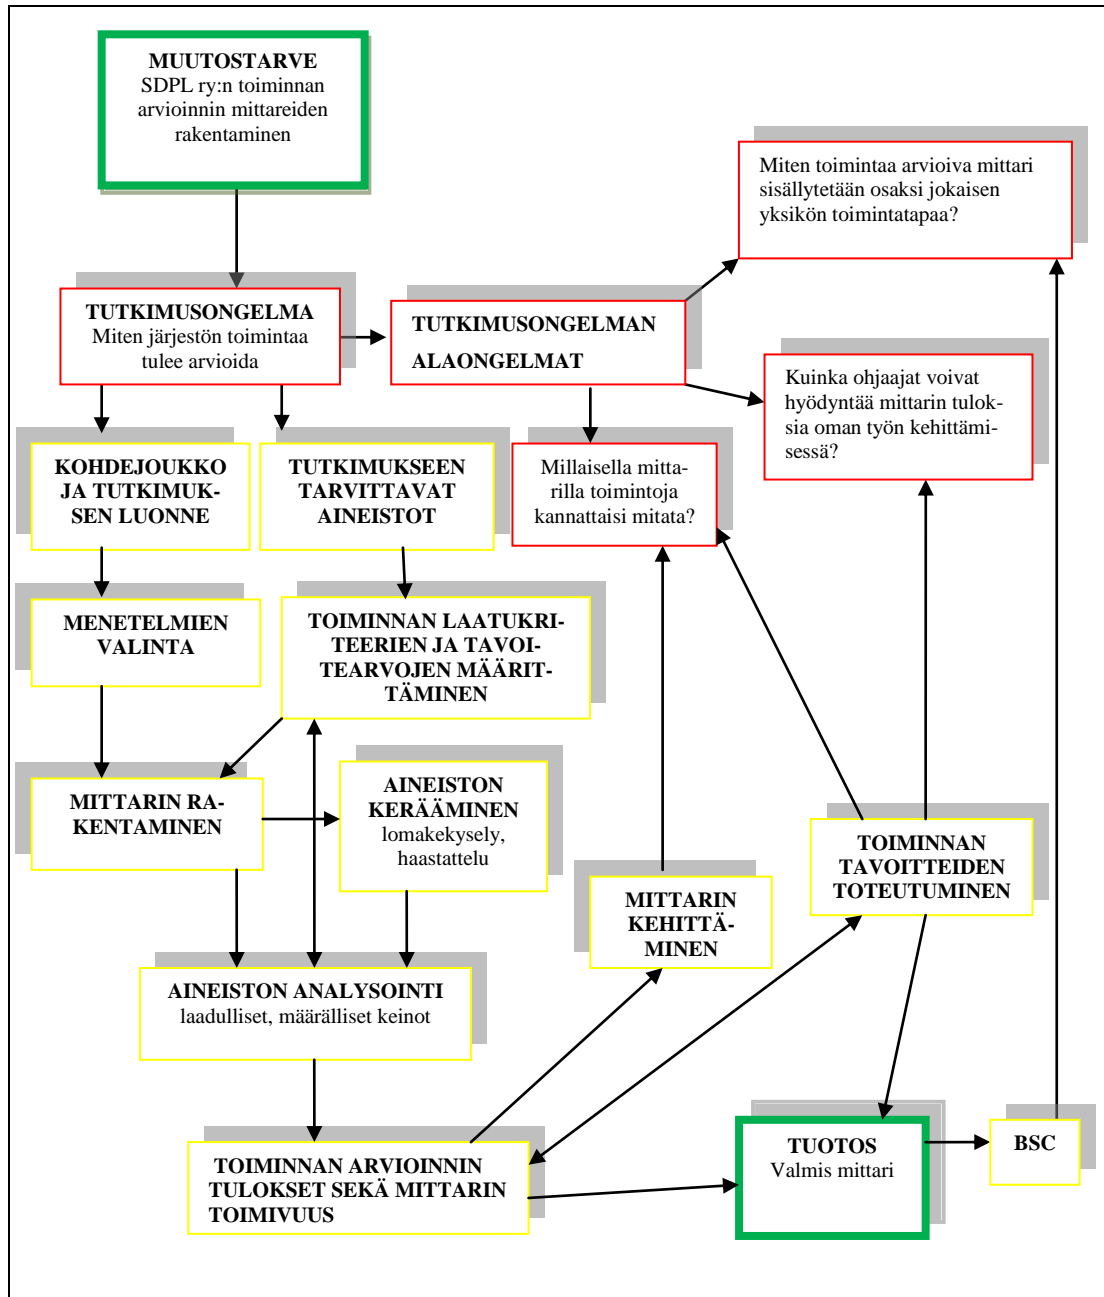 MUUTOSTARVE
SDPL ry:n toiminnan
arvioinnin mittareiden
rakentaminen
Miten toimintaa arvioiva mittari
sisällytetään osaksi jokaisen
yksikön toimintatapaa?
TUTKIMUSONGELMA
Miten järjestön toimintaa
tulee arvioida
TUTKIMUSONGELMAN
ALAONGELMAT
Kuinka ohjaajat voivat
hyödyntää mittarin tulok-
sia oman työn kehittämi-
sessä?
KOHDEJOUKKO
JA TUTKIMUK-
SEN LUONNE
TUTKIMUKSEEN
TARVITTAVAT
AINEISTOT
Millaisella mitta-
rilla toimintoja
kannattaisi mitata?
MENETELMIEN
VALINTA
TOIMINNAN LAATUKRI-
TEERIEN JA TAVOI-
TEARVOJEN MÄÄRIT-
TÄMINEN
MITTARIN RA-
KENTAMINEN
AINEISTON
KERÄÄMINEN
lomakekysely,
haastattelu
TOIMINNAN
TAVOITTEIDEN
TOTEUTUMINEN
MITTARIN
KEHITTÄ-
MINEN
AINEISTON ANALYSOINTI
laadulliset, määrälliset keinot
TOIMINNAN ARVIOINNIN
TULOKSET SEKÄ MITTARIN
TOIMIVUUS
TUOTOS
Valmis mittari
BSC